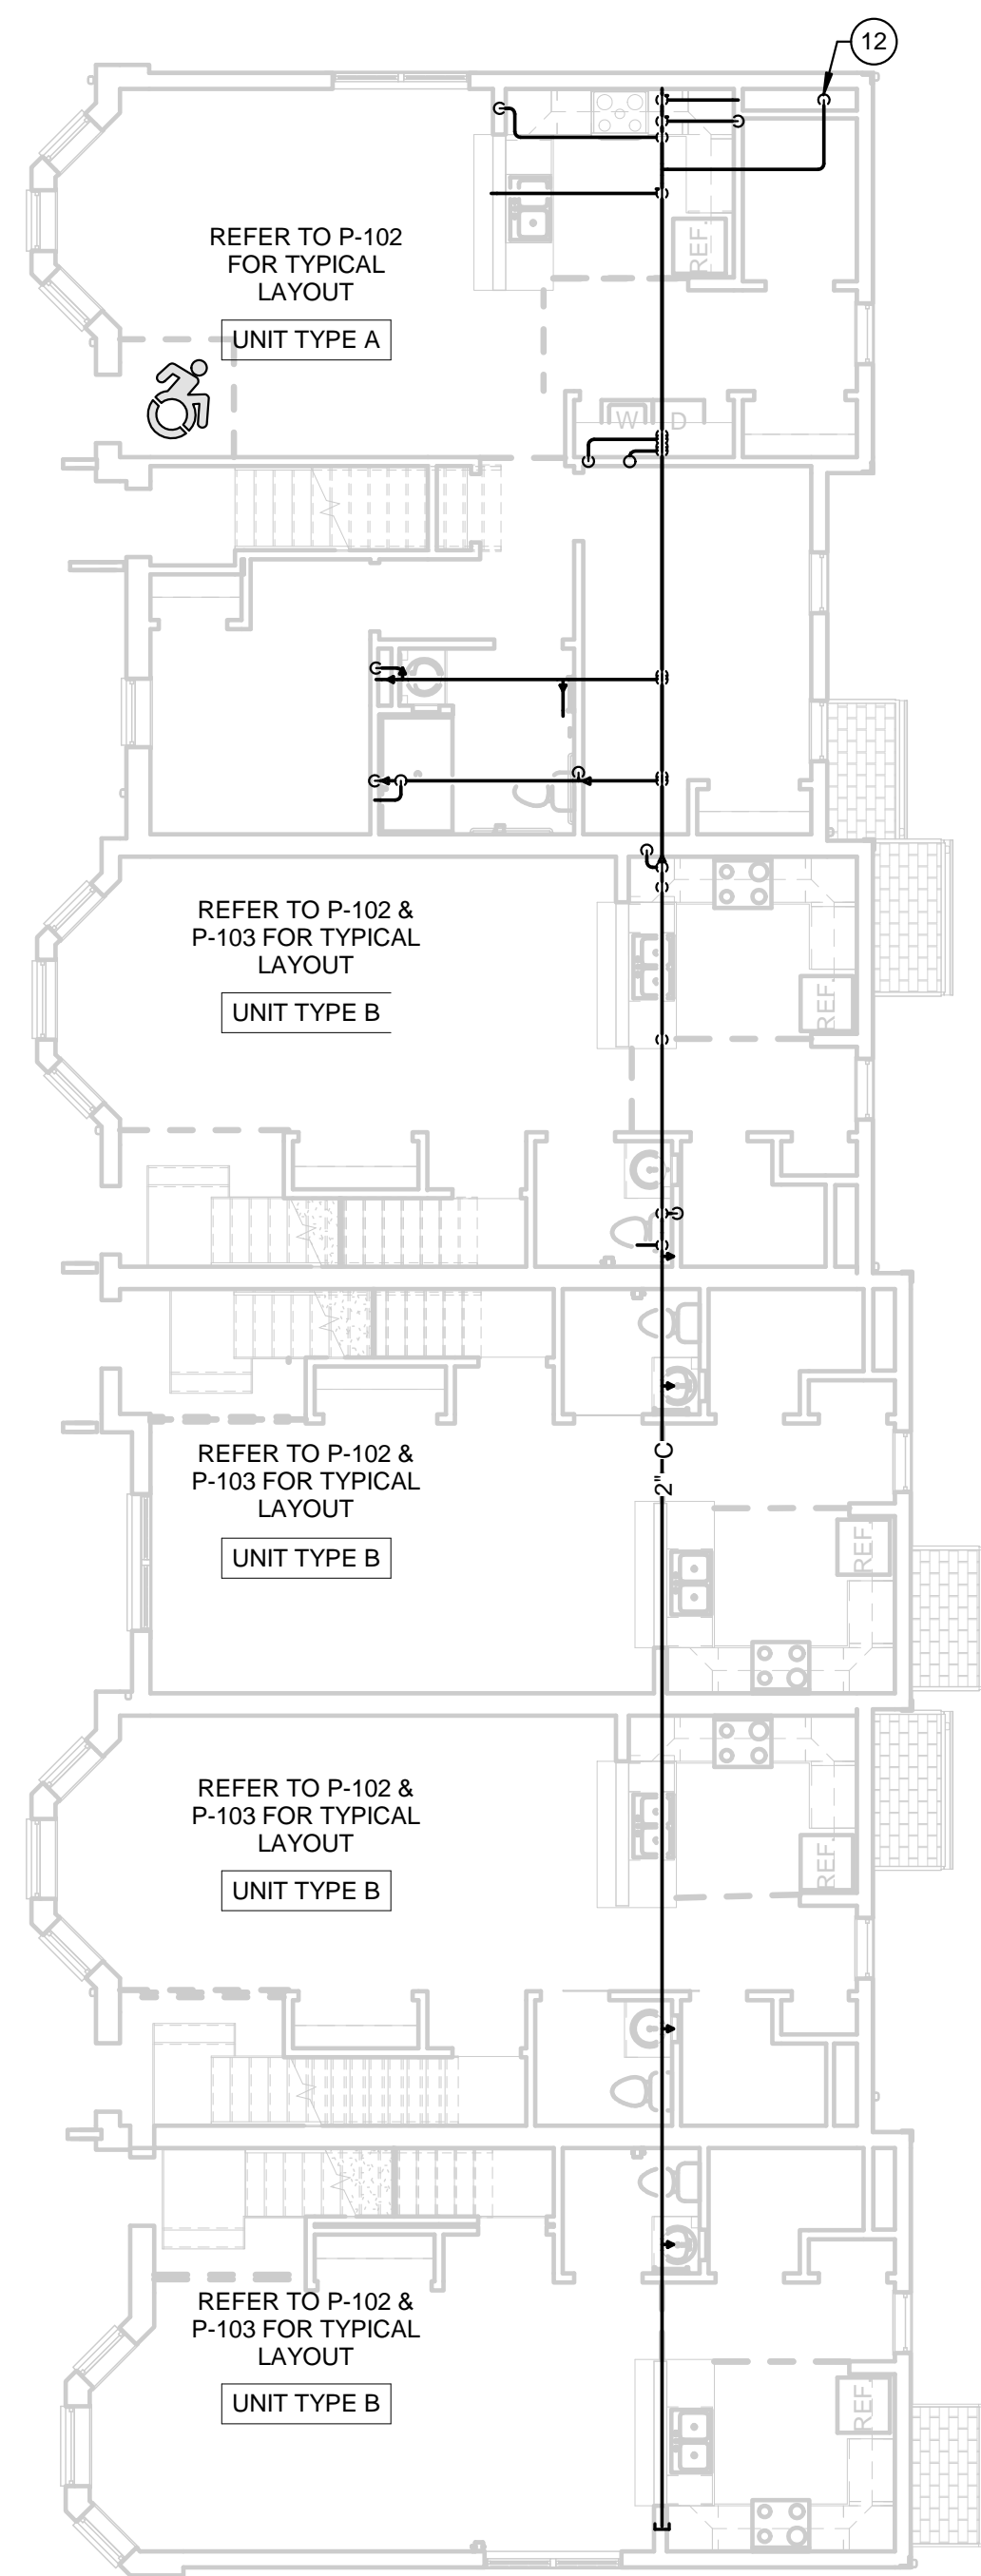 12
REFER TO P-102
FOR TYPICAL
LAYOUT
UNIT TYPE A
REF.
W D
REFER TO P-102 &
P-103 FOR TYPICAL
LAYOUT
UNIT TYPE B
REF.
REFER TO P-102 &
P-103 FOR TYPICAL
LAYOUT
UNIT TYPE B
2" C
REF.
REFER TO P-102 &
P-103 FOR TYPICAL
LAYOUT
UNIT TYPE B
REF.
REFER TO P-102 &
P-103 FOR TYPICAL
LAYOUT
UNIT TYPE B
REF.